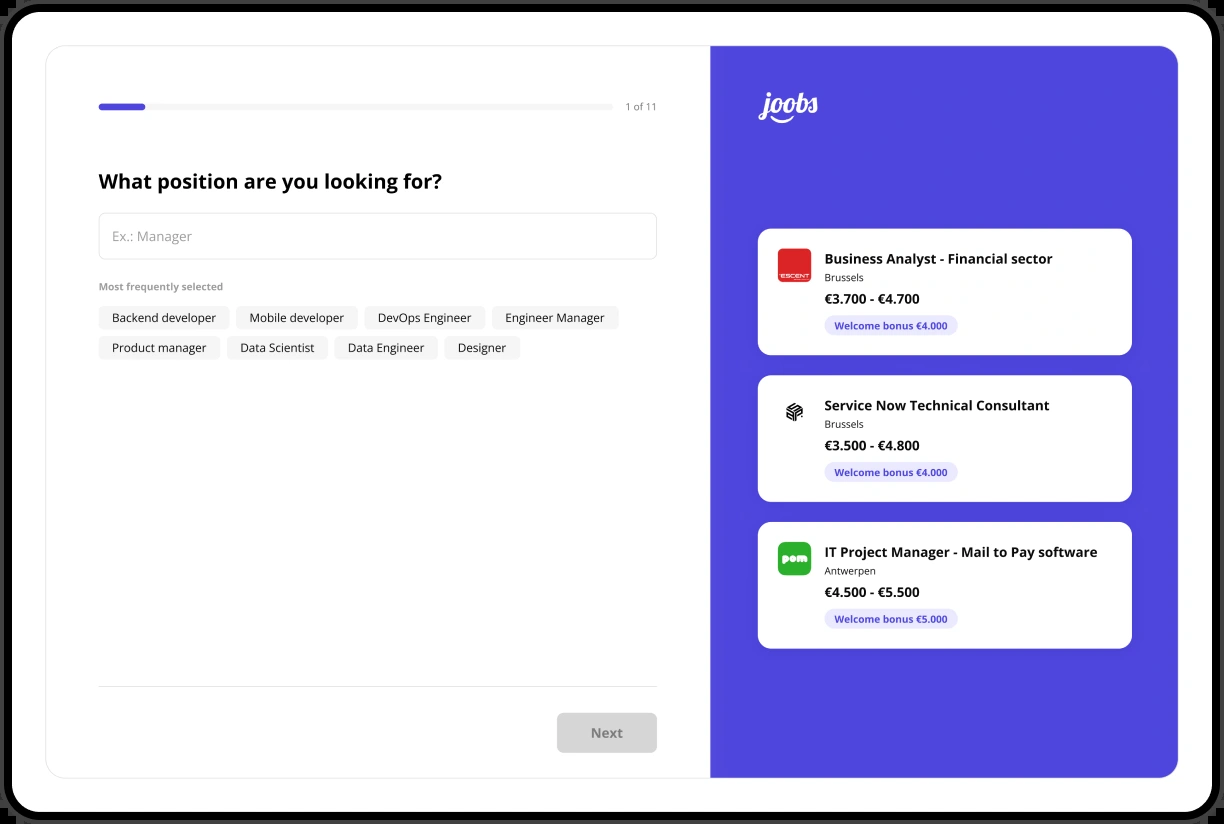 1 of 11
What position are you looking for?
Ex.: Manager
Most frequently selected
Backend developer Mobile developer DevOps Engineer Engineer Manager
Product manager Data Scientist Data Engineer Designer
Next
joobs
Business Analyst - Financial sector
Brussels
€3.700 - €4.700
Welcome bonus €4.000
Service Now Technical Consultant
Brussels
€3.500 - €4.800
Welcome bonus €4.000
pom
IT Project Manager - Mail to Pay software
Antwerpen
€4.500 - €5.500
Welcome bonus €5.000